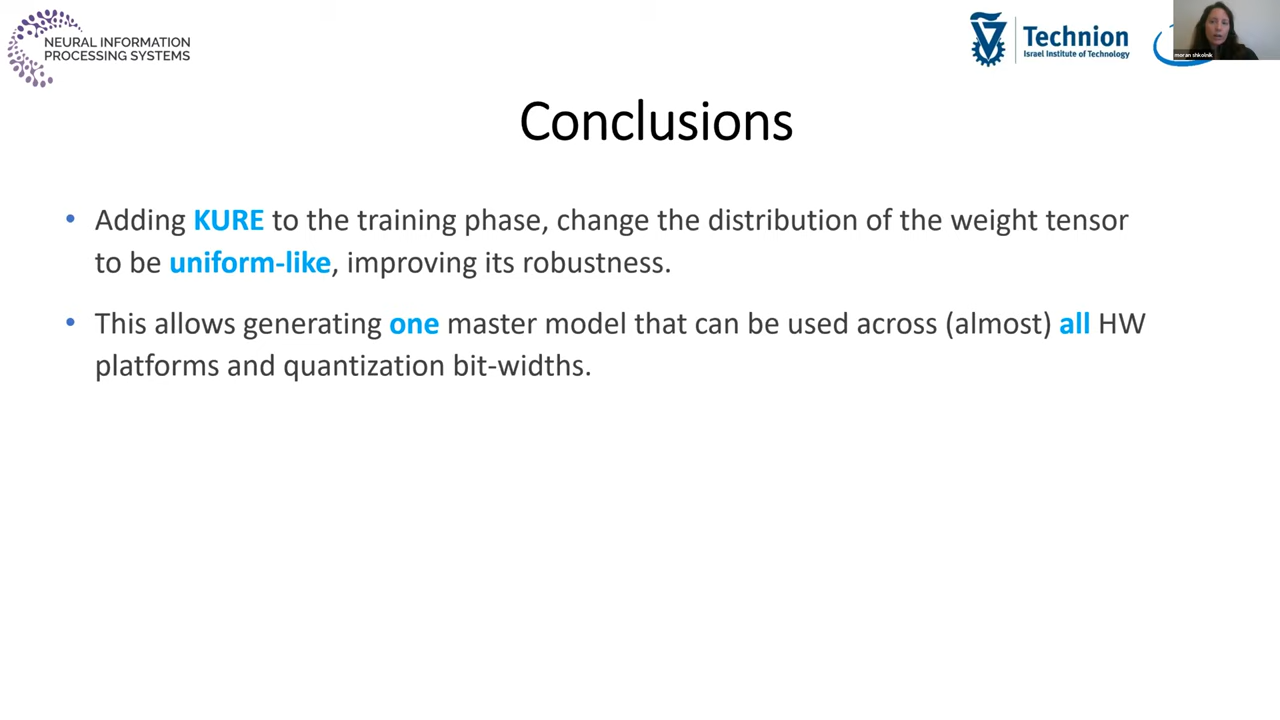 NEURAL INFORMATION
PROCESSING SYSTEMS
Technion
Israel Institute of Technology
moran shkolnik
Conclusions
• Adding KURE to the training phase, change the distribution of the weight tensor
to be uniform-like, improving its robustness.
• This allows generating one master model that can be used across (almost) all HW
platforms and quantization bit-widths.